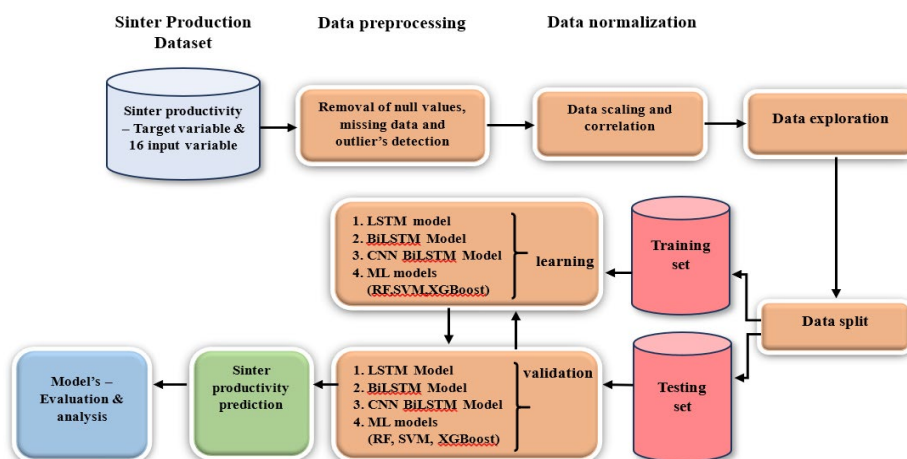 Sinter Production
Dataset
Data preprocessing
Data normalization
Sinter productivity
– Target variable &
16 input variable
Removal of null values,
missing data and
outlier's detection
Data scaling and
correlation
Data exploration
1. LSTM model
2. BiLSTM Model
3. CNN BiLSTM Model
4. ML models
(RF,SVM,XGBoost)
learning
Training
set
Data split
Model's –
Evaluation &
analysis
Sinter
productivity
prediction
1. LSTM Model
2. BiLSTM Model
3. CNN BiLSTM Model
4. ML models
(RF, SVM, XGBoost)
validation
Testing
set